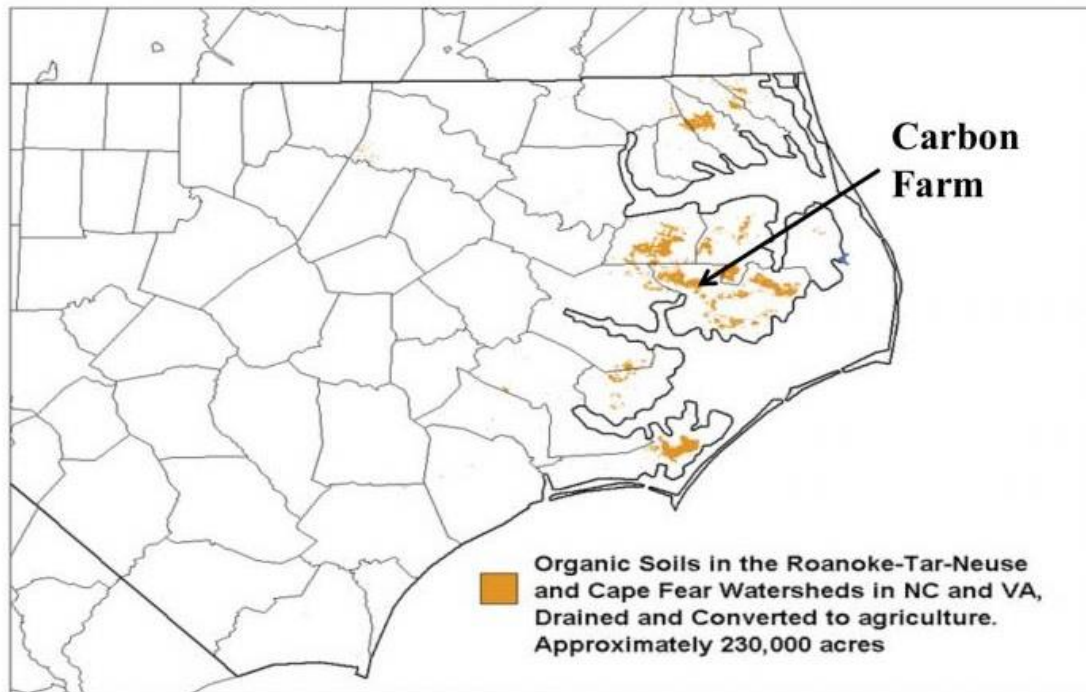 Carbon
Farm
Organic Soils in the Roanoke-Tar-Neuse
and Cape Fear Watersheds in NC and VA,
Drained and Converted to agriculture.
Approximately 230,000 acres